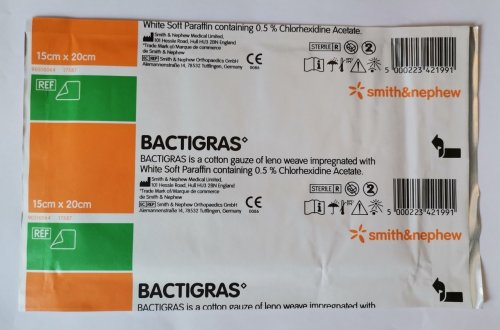 15cm x 20cm
White Soft Paraffin containing 0.5 % Chlorhexidine Acetate.
Smith & Nephew Medical Limited,
101 Hessle Road, Hull HU3 2BN England
*Trade Mark of/Marque de commerce
de Smith & Nephew
EC REP Smith & Nephew Orthopaedics GmbH
Alemannenstraße 14, 78532 Tuttlingen, Germany
CE
0086
STERILE R
2
5 000223 421991
REF
smith&nephew
BACTIGRAS
BACTIGRAS is a cotton gauze of leno weave impregnated with
White Soft Paraffin containing 0.5 % Chlorhexidine Acetate.
15cm x 20cm
Smith & Nephew Medical Limited,
101 Hessle Road, Hull HU3 2BN England
*Trade Mark of/Marque de commerce
de Smith & Nephew
EC REP Smith & Nephew Orthopaedics GmbH
Alemannenstraße 14, 78532 Tuttlingen, Germany
CE
0086
STERILE R
2
5 000223 421991
REF
smith&nephew
BACTIGRAS
BACTIGRAS is a cotton gauze of leno weave impregnated with